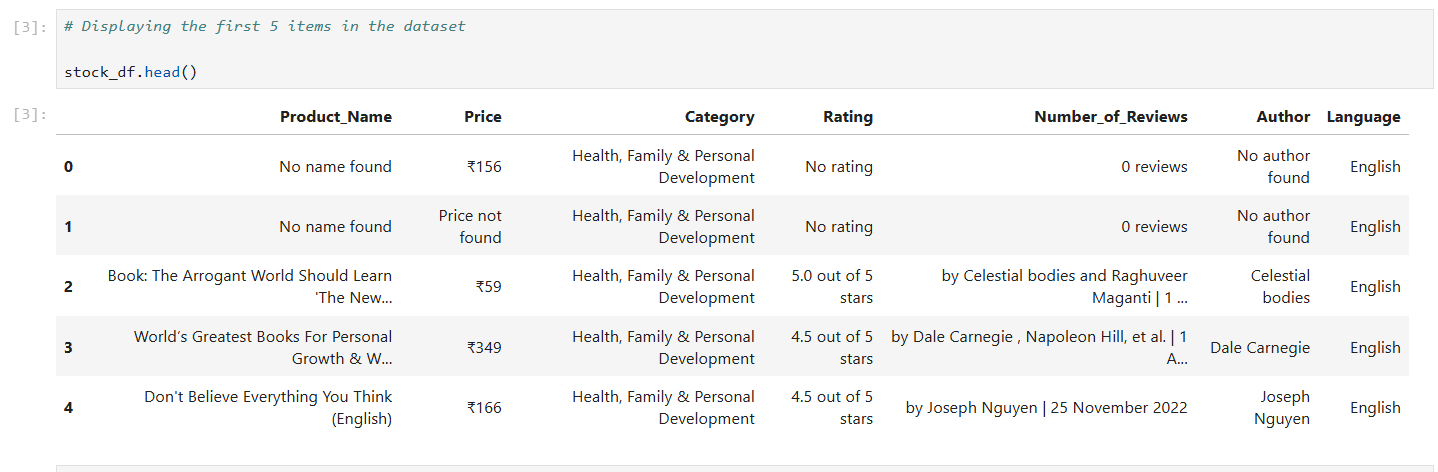 [3]: # Displaying the first 5 items in the dataset
stock_df.head()
[3]: Product_Name Price Category Rating Number_of_Reviews Author Language
0 No name found ₹156 Health, Family & Personal Development No rating 0 reviews No author found English
1 No name found Price not found Health, Family & Personal Development No rating 0 reviews No author found English
2 Book: The Arrogant World Should Learn 'The New... ₹59 Health, Family & Personal Development 5.0 out of 5 stars by Celestial bodies and Raghuveer Maganti | 1 ... Celestial bodies English
3 World’s Greatest Books For Personal Growth & W... ₹349 Health, Family & Personal Development 4.5 out of 5 stars by Dale Carnegie , Napoleon Hill, et al. | 1 A... Dale Carnegie English
4 Don't Believe Everything You Think (English) ₹166 Health, Family & Personal Development 4.5 out of 5 stars by Joseph Nguyen | 25 November 2022 Joseph Nguyen English